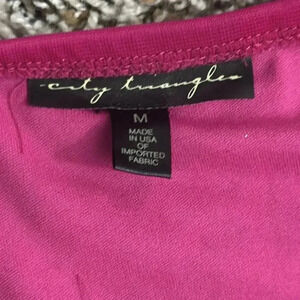 city triangles
M
MADE
IN USA
OF
IMPORTED
FABRIC